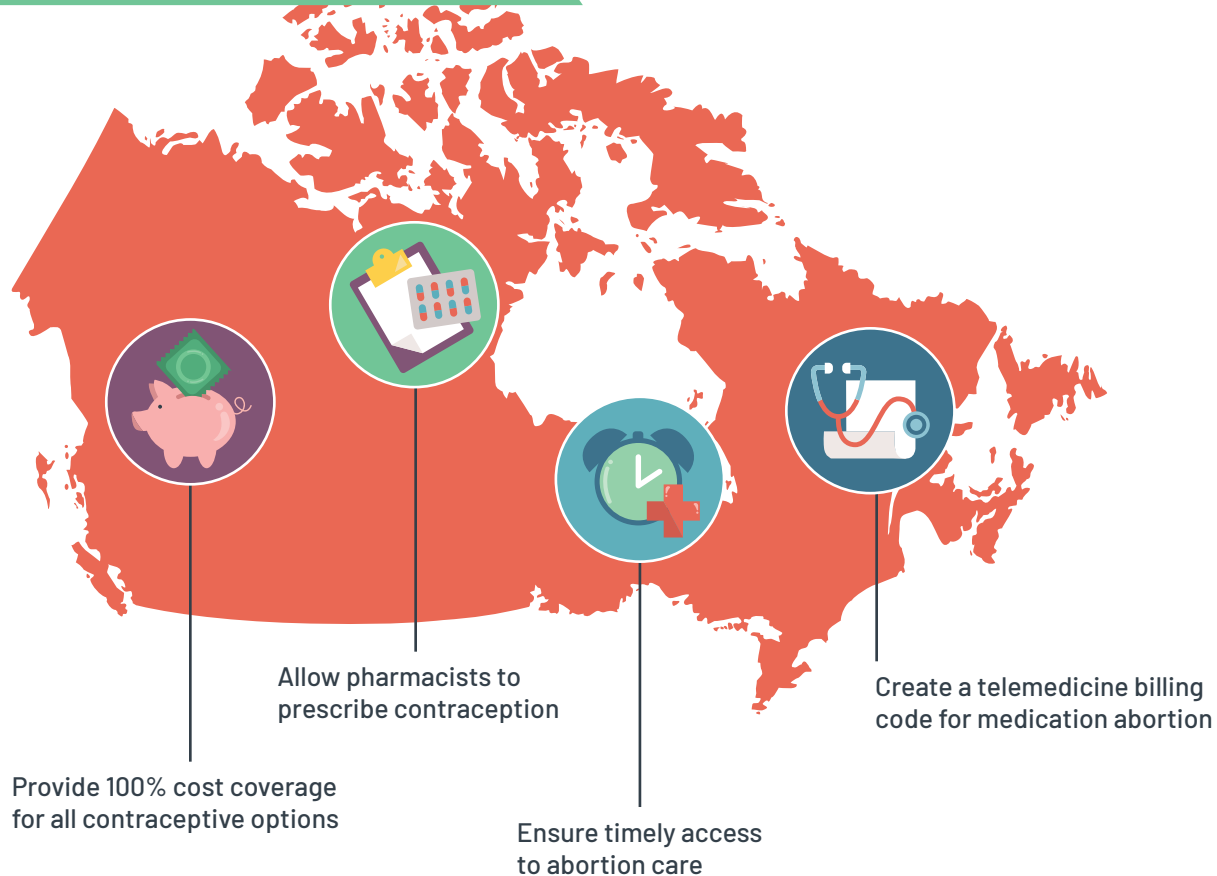 Allow pharmacists to
prescribe contraception
Create a telemedicine billing
code for medication abortion
Provide 100% cost coverage
for all contraceptive options
Ensure timely access
to abortion care